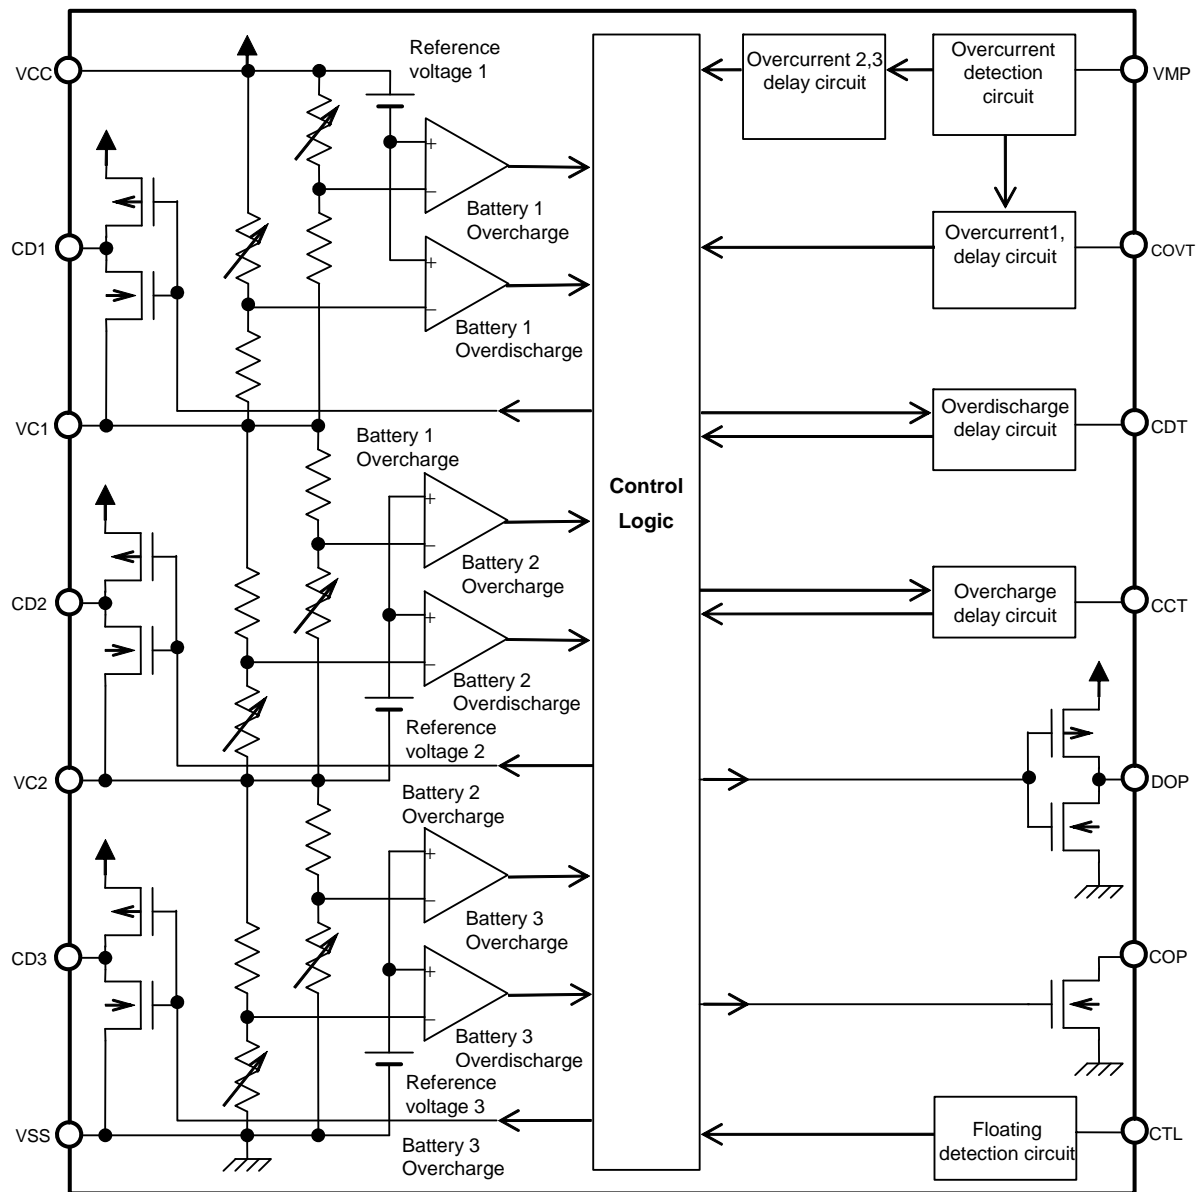 Reference
voltage 1
VCC
Overcurrent 2,3
delay circuit
Overcurrent
detection
circuit
VMP
+
−
Battery 1
Overcharge
CD1
+
−
Battery 1
Overdischarge
Overcurrent1,
delay circuit
COVT
VC1
Battery 1
Overcharge
Overdischarge
delay circuit
CDT
Control
Logic
+
−
Battery 2
Overcharge
CD2
+
−
Battery 2
Overdischarge
Overcharge
delay circuit
CCT
Reference
voltage 2
VC2
DOP
Battery 2
Overcharge
+
−
Battery 3
Overcharge
CD3
COP
+
−
Battery 3
Overdischarge
Reference
voltage 3
VSS
Battery 3
Overcharge
Floating
detection circuit
CTL